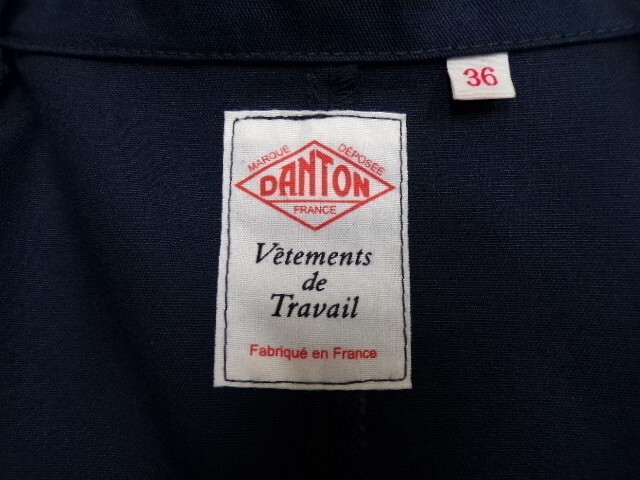 36
MARQUE DÉPOSÉE
DANTON
FRANCE
Vêtements
de
Travail
Fabriqué en France